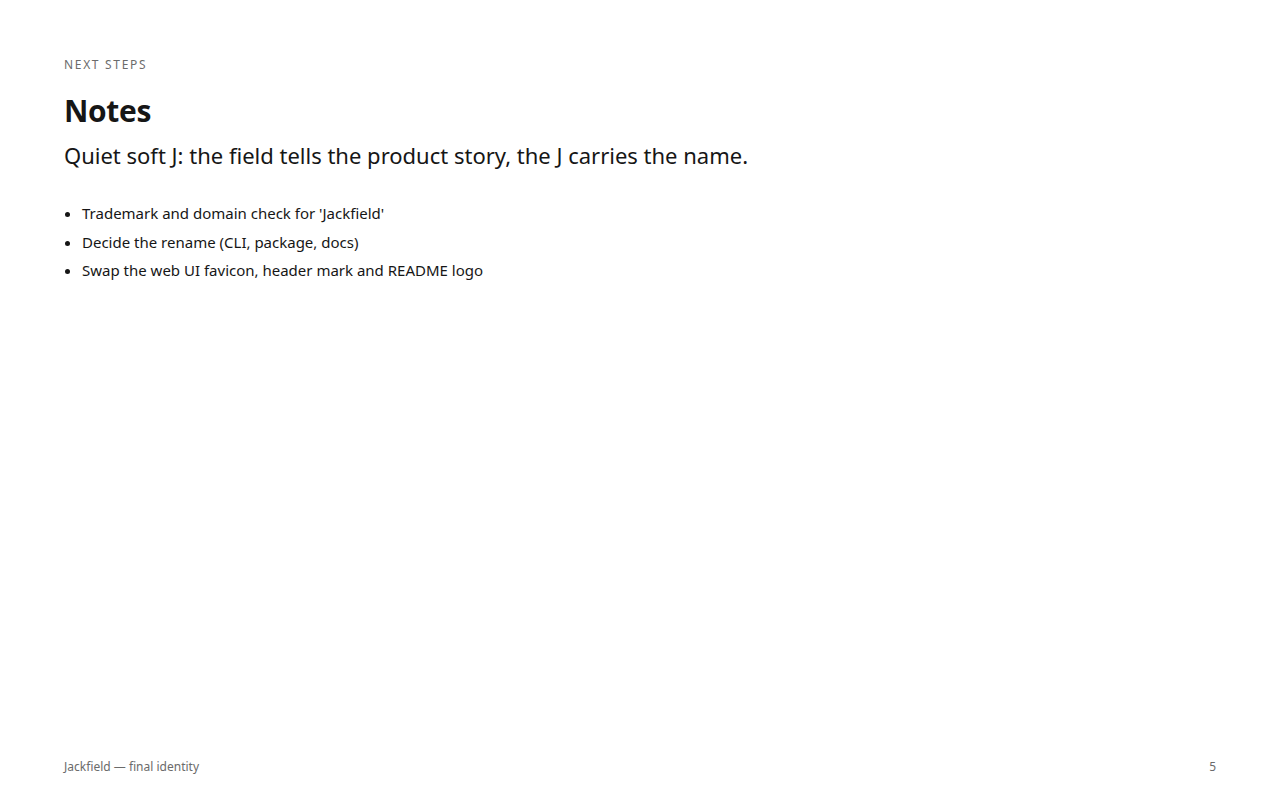 NEXT STEPS
Notes
Quiet soft J: the field tells the product story, the J carries the name.
• Trademark and domain check for 'Jackfield'
• Decide the rename (CLI, package, docs)
• Swap the web UI favicon, header mark and README logo
Jackfield — final identity
5